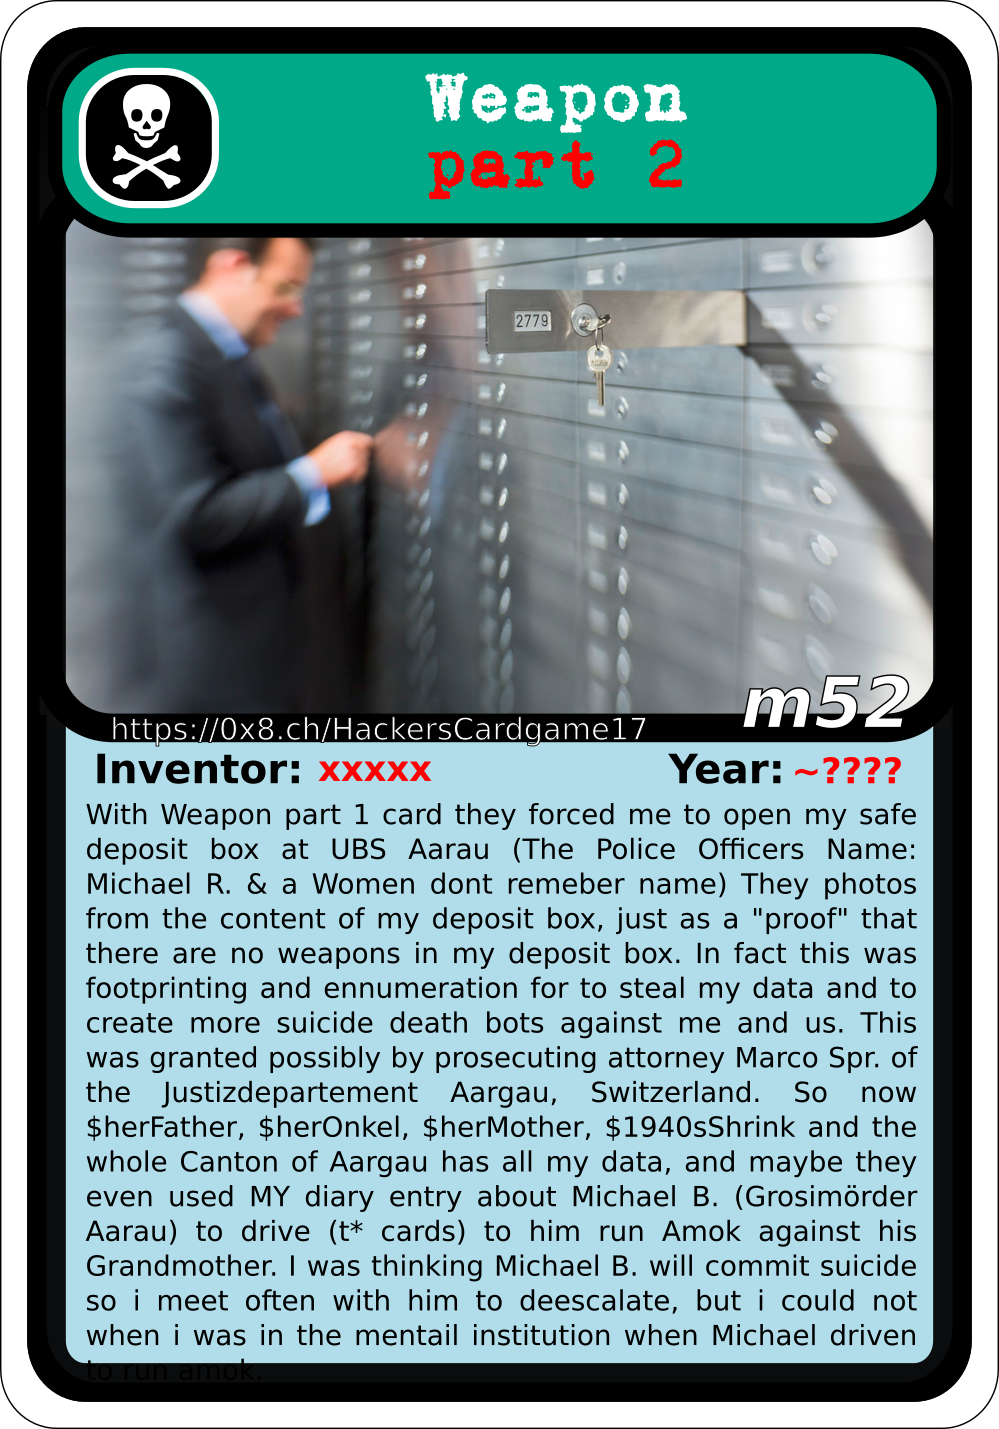 Weapon
part 2
2779
m52
https://0x8.ch/HackersCardgame17
Inventor: xxxxx Year: ~????
With Weapon part 1 card they forced me to open my safe
deposit box at UBS Aarau (The Police Officers Name:
Michael R. & a Women dont remeber name) They photos
from the content of my deposit box, just as a "proof" that
there are no weapons in my deposit box. In fact this was
footprinting and ennumeration for to steal my data and to
create more suicide death bots against me and us. This
was granted possibly by prosecuting attorney Marco Spr. of
the Justizdepartement Aargau, Switzerland. So now
$herFather, $herOnkel, $herMother, $1940sShrink and the
whole Canton of Aargau has all my data, and maybe they
even used MY diary entry about Michael B. (Grosimörder
Aarau) to drive (t* cards) to him run Amok against his
Grandmother. I was thinking Michael B. will commit suicide
so i meet often with him to deescalate, but i could not
when i was in the mentail institution when Michael driven
to run amok.